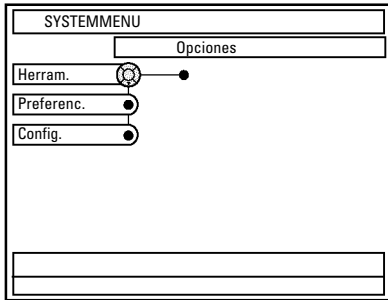 SYSTEMMENU
Opciones
Herram.
Preferenc.
Config.